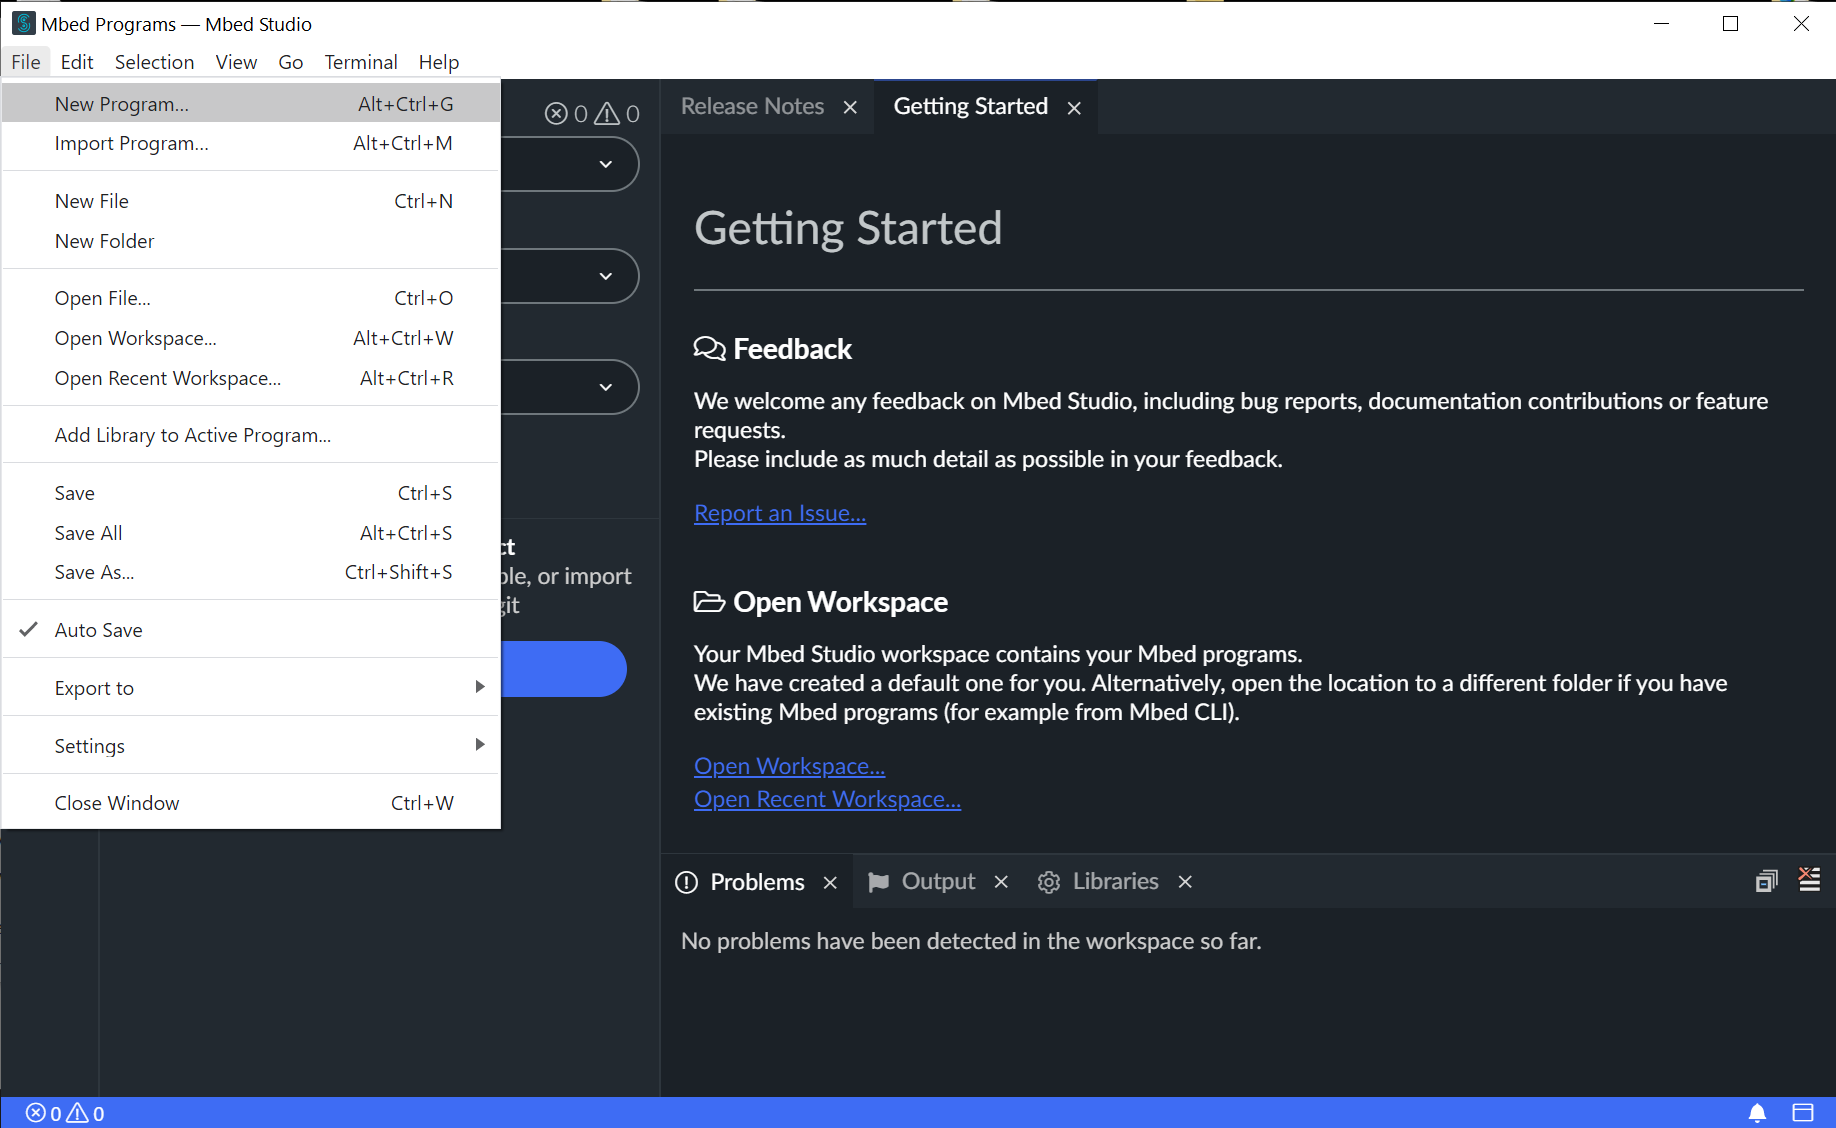 Mbed Programs — Mbed Studio
File Edit Selection View Go Terminal Help
New Program... Alt+Ctrl+G
Import Program... Alt+Ctrl+M
New File Ctrl+N
New Folder
Open File... Ctrl+O
Open Workspace... Alt+Ctrl+W
Open Recent Workspace... Alt+Ctrl+R
Add Library to Active Program...
Save Ctrl+S
Save All Alt+Ctrl+S
Save As... Ctrl+Shift+S
Auto Save
Export to
Settings
Close Window Ctrl+W
0 0
ct
ple, or import
git
Release Notes Getting Started
Getting Started
Feedback
We welcome any feedback on Mbed Studio, including bug reports, documentation contributions or feature
requests.
Please include as much detail as possible in your feedback.
Report an Issue...
Open Workspace
Your Mbed Studio workspace contains your Mbed programs.
We have created a default one for you. Alternatively, open the location to a different folder if you have
existing Mbed programs (for example from Mbed CLI).
Open Workspace...
Open Recent Workspace...
Problems Output Libraries
No problems have been detected in the workspace so far.
0 0